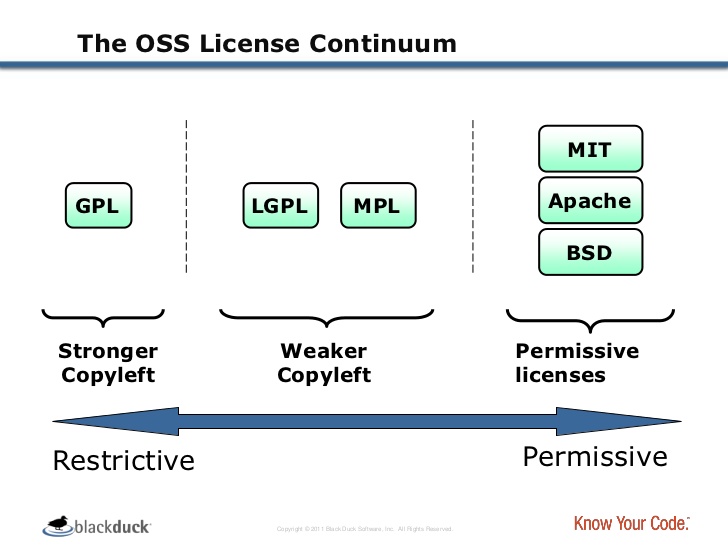 The OSS License Continuum
MIT
GPL
LGPL
MPL
Apache
BSD
Stronger
Copyleft
Weaker
Copyleft
Permissive
licenses
Restrictive
Permissive
blackduck
Copyright © 2011 Black Duck Software, Inc. All Rights Reserved.
Know Your Code.™